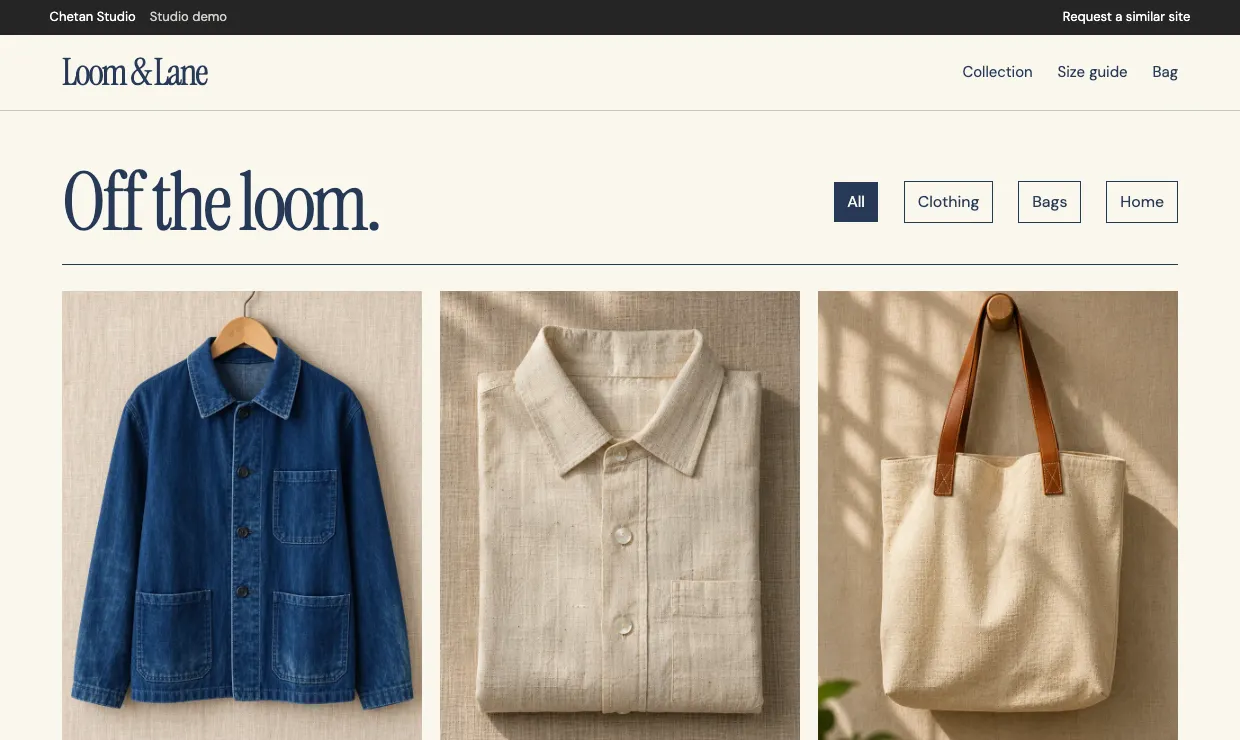 Chetan Studio Studio demo Request a similar site
Loom & Lane Collection Size guide Bag
Off the loom. All Clothing Bags Home